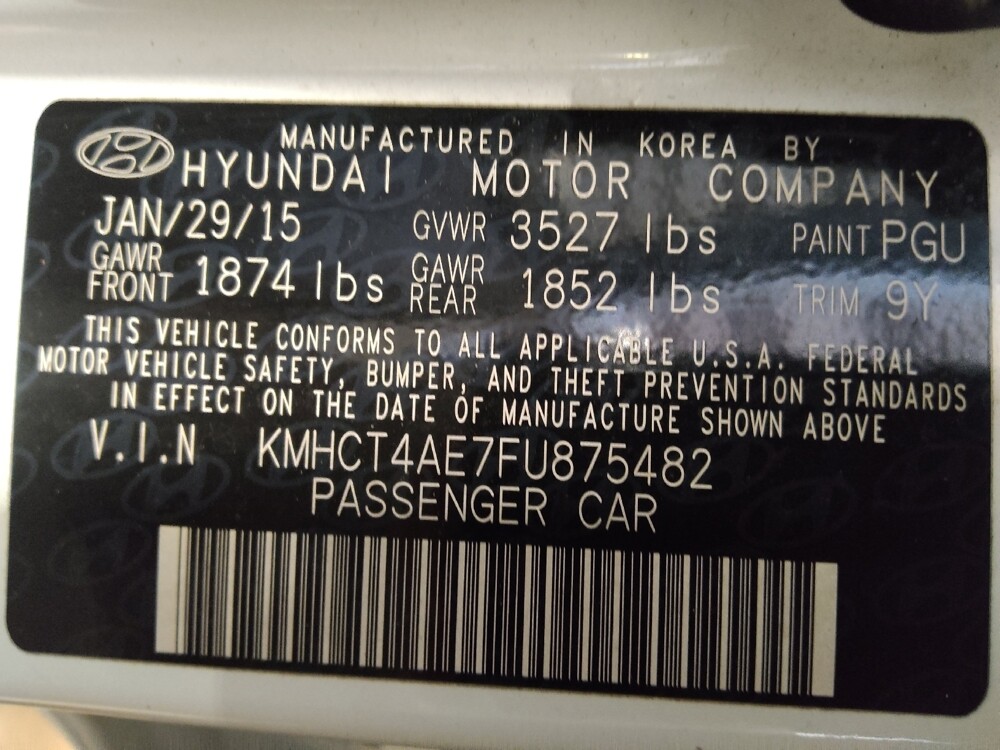 MANUFACTURED IN KOREA BY
HYUNDAI MOTOR COMPANY
JAN/29/15 GVWR 3527 lbs PAINT PGU
GAWR FRONT 1874 lbs GAWR REAR 1852 lbs TRIM 9Y
THIS VEHICLE CONFORMS TO ALL APPLICABLE U.S.A. FEDERAL
MOTOR VEHICLE SAFETY, BUMPER, AND THEFT PREVENTION STANDARDS
IN EFFECT ON THE DATE OF MANUFACTURE SHOWN ABOVE
V.I.N KMHCT4AE7FU875482
PASSENGER CAR